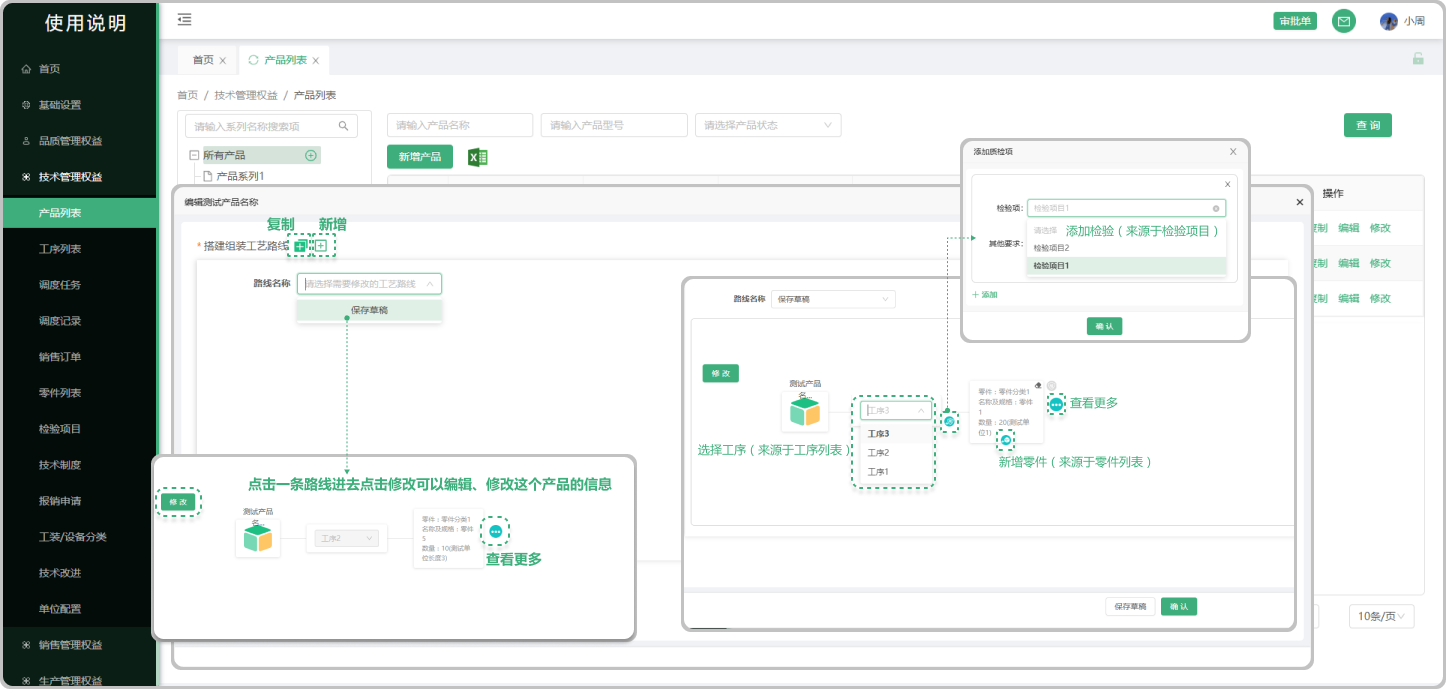 使用说明
首页
基础设置
品质管理权益
技术管理权益
产品列表
工序列表
调度任务
调度记录
销售订单
零件列表
检验项目
技术制度
报销申请
工装/设备分类
技术改进
单位配置
销售管理权益
生产管理权益
审批单
小周
首页
产品列表
首页 / 技术管理权益 / 产品列表
请输入系列名称搜索项
请输入产品名称
请输入产品型号
请选择产品状态
查 询
所有产品
新增产品
产品系列1
操作
复制 编辑 修改
复制 编辑 修改
复制 编辑 修改
10条/页
编辑测试产品名称
复制
新增
* 搭建组装工艺路线
路线名称
请选择需要修改的工艺路线
保存草稿
点击一条路线进去点击修改可以编辑、修改这个产品的信息
修 改
测试产品
名...
工序2
零件：零件分类1
名称及规格：零件
5
数量：10(测试单
位长度3)
查看更多
路线名称
保存草稿
修 改
测试产品
名...
工序3
工序3
工序2
工序1
选择工序（来源于工序列表）
零件：零件分类1
名称及规格：零件
1
数量：20(测试单
位1)
查看更多
新增零件（来源于零件列表）
保存草稿
确 认
添加质检项
检验项：
检验项目1
请选择
添加检验（来源于检验项目）
其他要求：
检验项目2
检验项目1
+ 添加
确 认